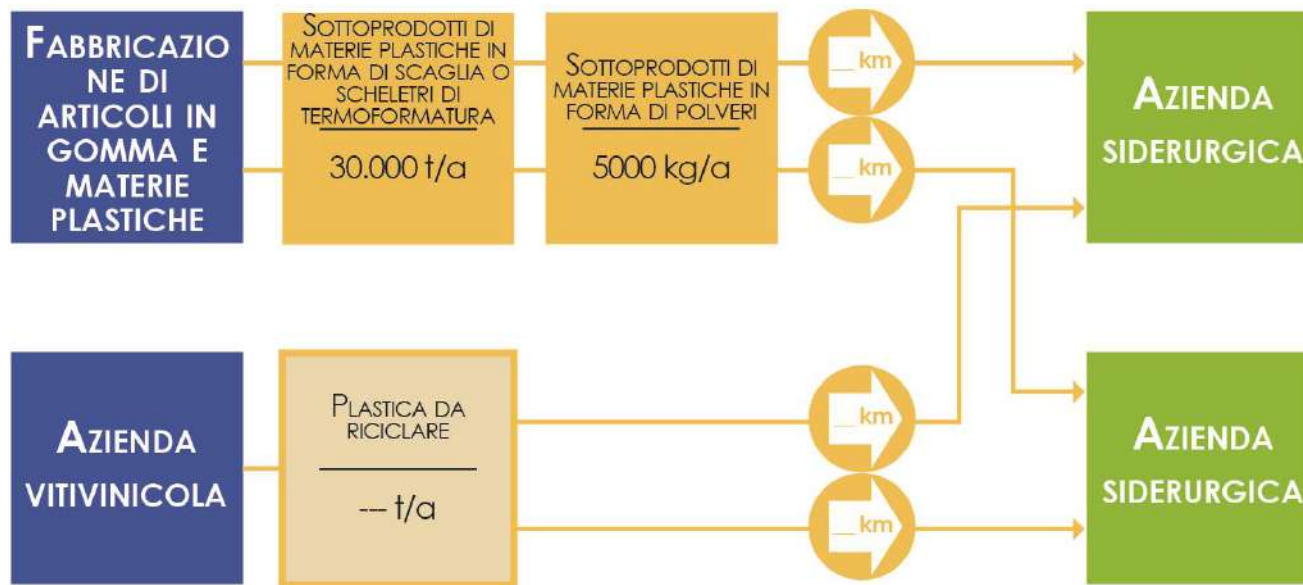 FABBRICAZIO
NE DI
ARTICOLI IN
GOMMA E
MATERIE
PLASTICHE
SOTTOPRODOTTI DI
MATERIE PLASTICHE IN
FORMA DI SCAGLIA O
SCHELETRI DI
TERMOFORMATURA
30.000 t/a
SOTTOPRODOTTI DI
MATERIE PLASTICHE IN
FORMA DI POLVERI
5000 kg/a
__ km
__ km
AZIENDA
SIDERURGICA
AZIENDA
VITIVINICOLA
PLASTICA DA
RICICLARE
--- t/a
__ km
__ km
AZIENDA
SIDERURGICA